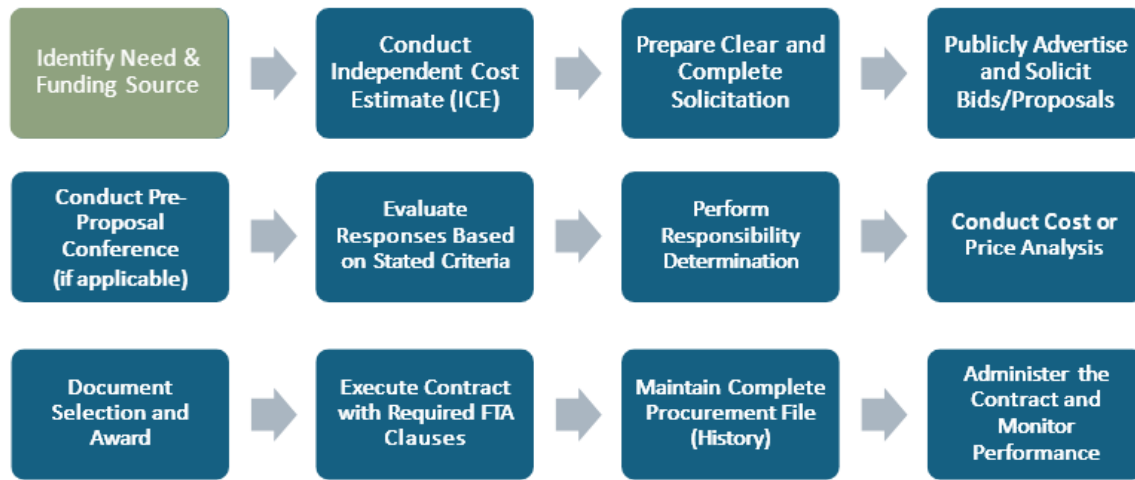 Identify Need &
Funding Source
Conduct
Independent Cost
Estimate (ICE)
Prepare Clear and
Complete
Solicitation
Publicly Advertise
and Solicit
Bids/Proposals
Conduct Pre-
Proposal
Conference
(if applicable)
Evaluate
Responses Based
on Stated Criteria
Perform
Responsibility
Determination
Conduct Cost or
Price Analysis
Document
Selection and
Award
Execute Contract
with Required FTA
Clauses
Maintain Complete
Procurement File
(History)
Administer the
Contract and
Monitor
Performance